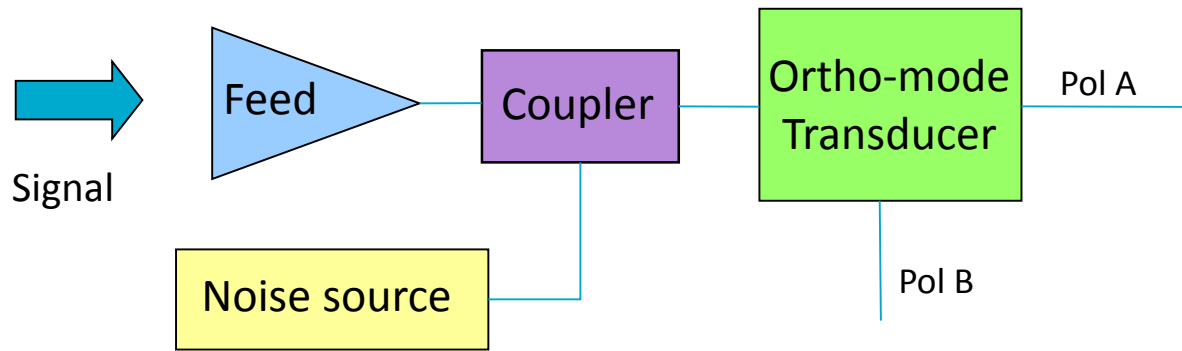 Signal
Feed
Coupler
Ortho-mode
Transducer
Pol A
Noise source
Pol B